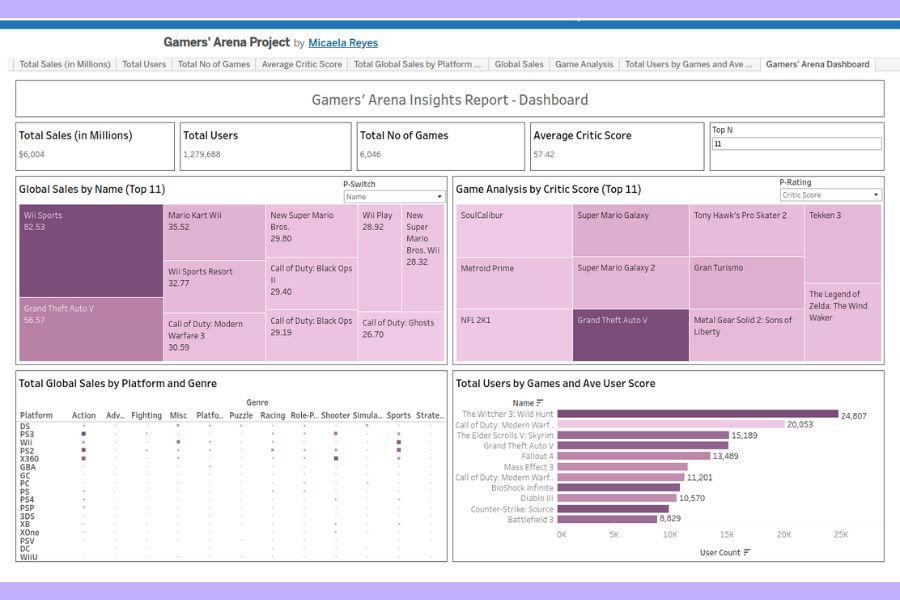 Gamers' Arena Project by Micaela Reyes
Total Sales (in Millions) Total Users Total No of Games Average Critic Score Total Global Sales by Platform ... Global Sales Game Analysis Total Users by Games and Ave ... Gamers' Arena Dashboard
Gamers' Arena Insights Report - Dashboard
Total Sales (in Millions)
$6,004
Total Users
1,279,688
Total No of Games
6,046
Average Critic Score
57.42
Top N
11
Global Sales by Name (Top 11)
P-Switch
Name
Wii Sports
82.53
Grand Theft Auto V
56.57
Mario Kart Wii
35.52
Wii Sports Resort
32.77
Call of Duty: Modern
Warfare 3
30.59
New Super Mario
Bros.
29.80
Call of Duty: Black Ops
II
29.40
Call of Duty: Black Ops
29.19
Wii Play
28.92
New
Super
Mario
Bros. Wii
28.32
Call of Duty: Ghosts
26.70
Game Analysis by Critic Score (Top 11)
P-Rating
Critic Score
SoulCalibur
Metroid Prime
NFL 2K1
Super Mario Galaxy
Super Mario Galaxy 2
Grand Theft Auto V
Tony Hawk's Pro Skater 2
Gran Turismo
Metal Gear Solid 2: Sons of
Liberty
Tekken 3
The Legend of
Zelda: The Wind
Waker
Total Global Sales by Platform and Genre
Genre
Platform Action Adv.. Fighting Misc Platfo.. Puzzle Racing Role-P.. Shooter Simula.. Sports Strate..
DS
PS3
Wii
PS2
X360
GBA
GC
PC
PS
PS4
PSP
3DS
XB
XOne
PSV
DC
WiiU
Total Users by Games and Ave User Score
Name
The Witcher 3: Wild Hunt 24,807
Call of Duty: Modern Warf.. 20,053
The Elder Scrolls V: Skyrim 15,189
Grand Theft Auto V
Fallout 4 13,489
Mass Effect 3
Call of Duty: Modern Warf.. 11,201
BioShock Infinite
Diablo III 10,570
Counter-Strike: Source
Battlefield 3 8,829
0K 5K 10K 15K 20K 25K
User Count